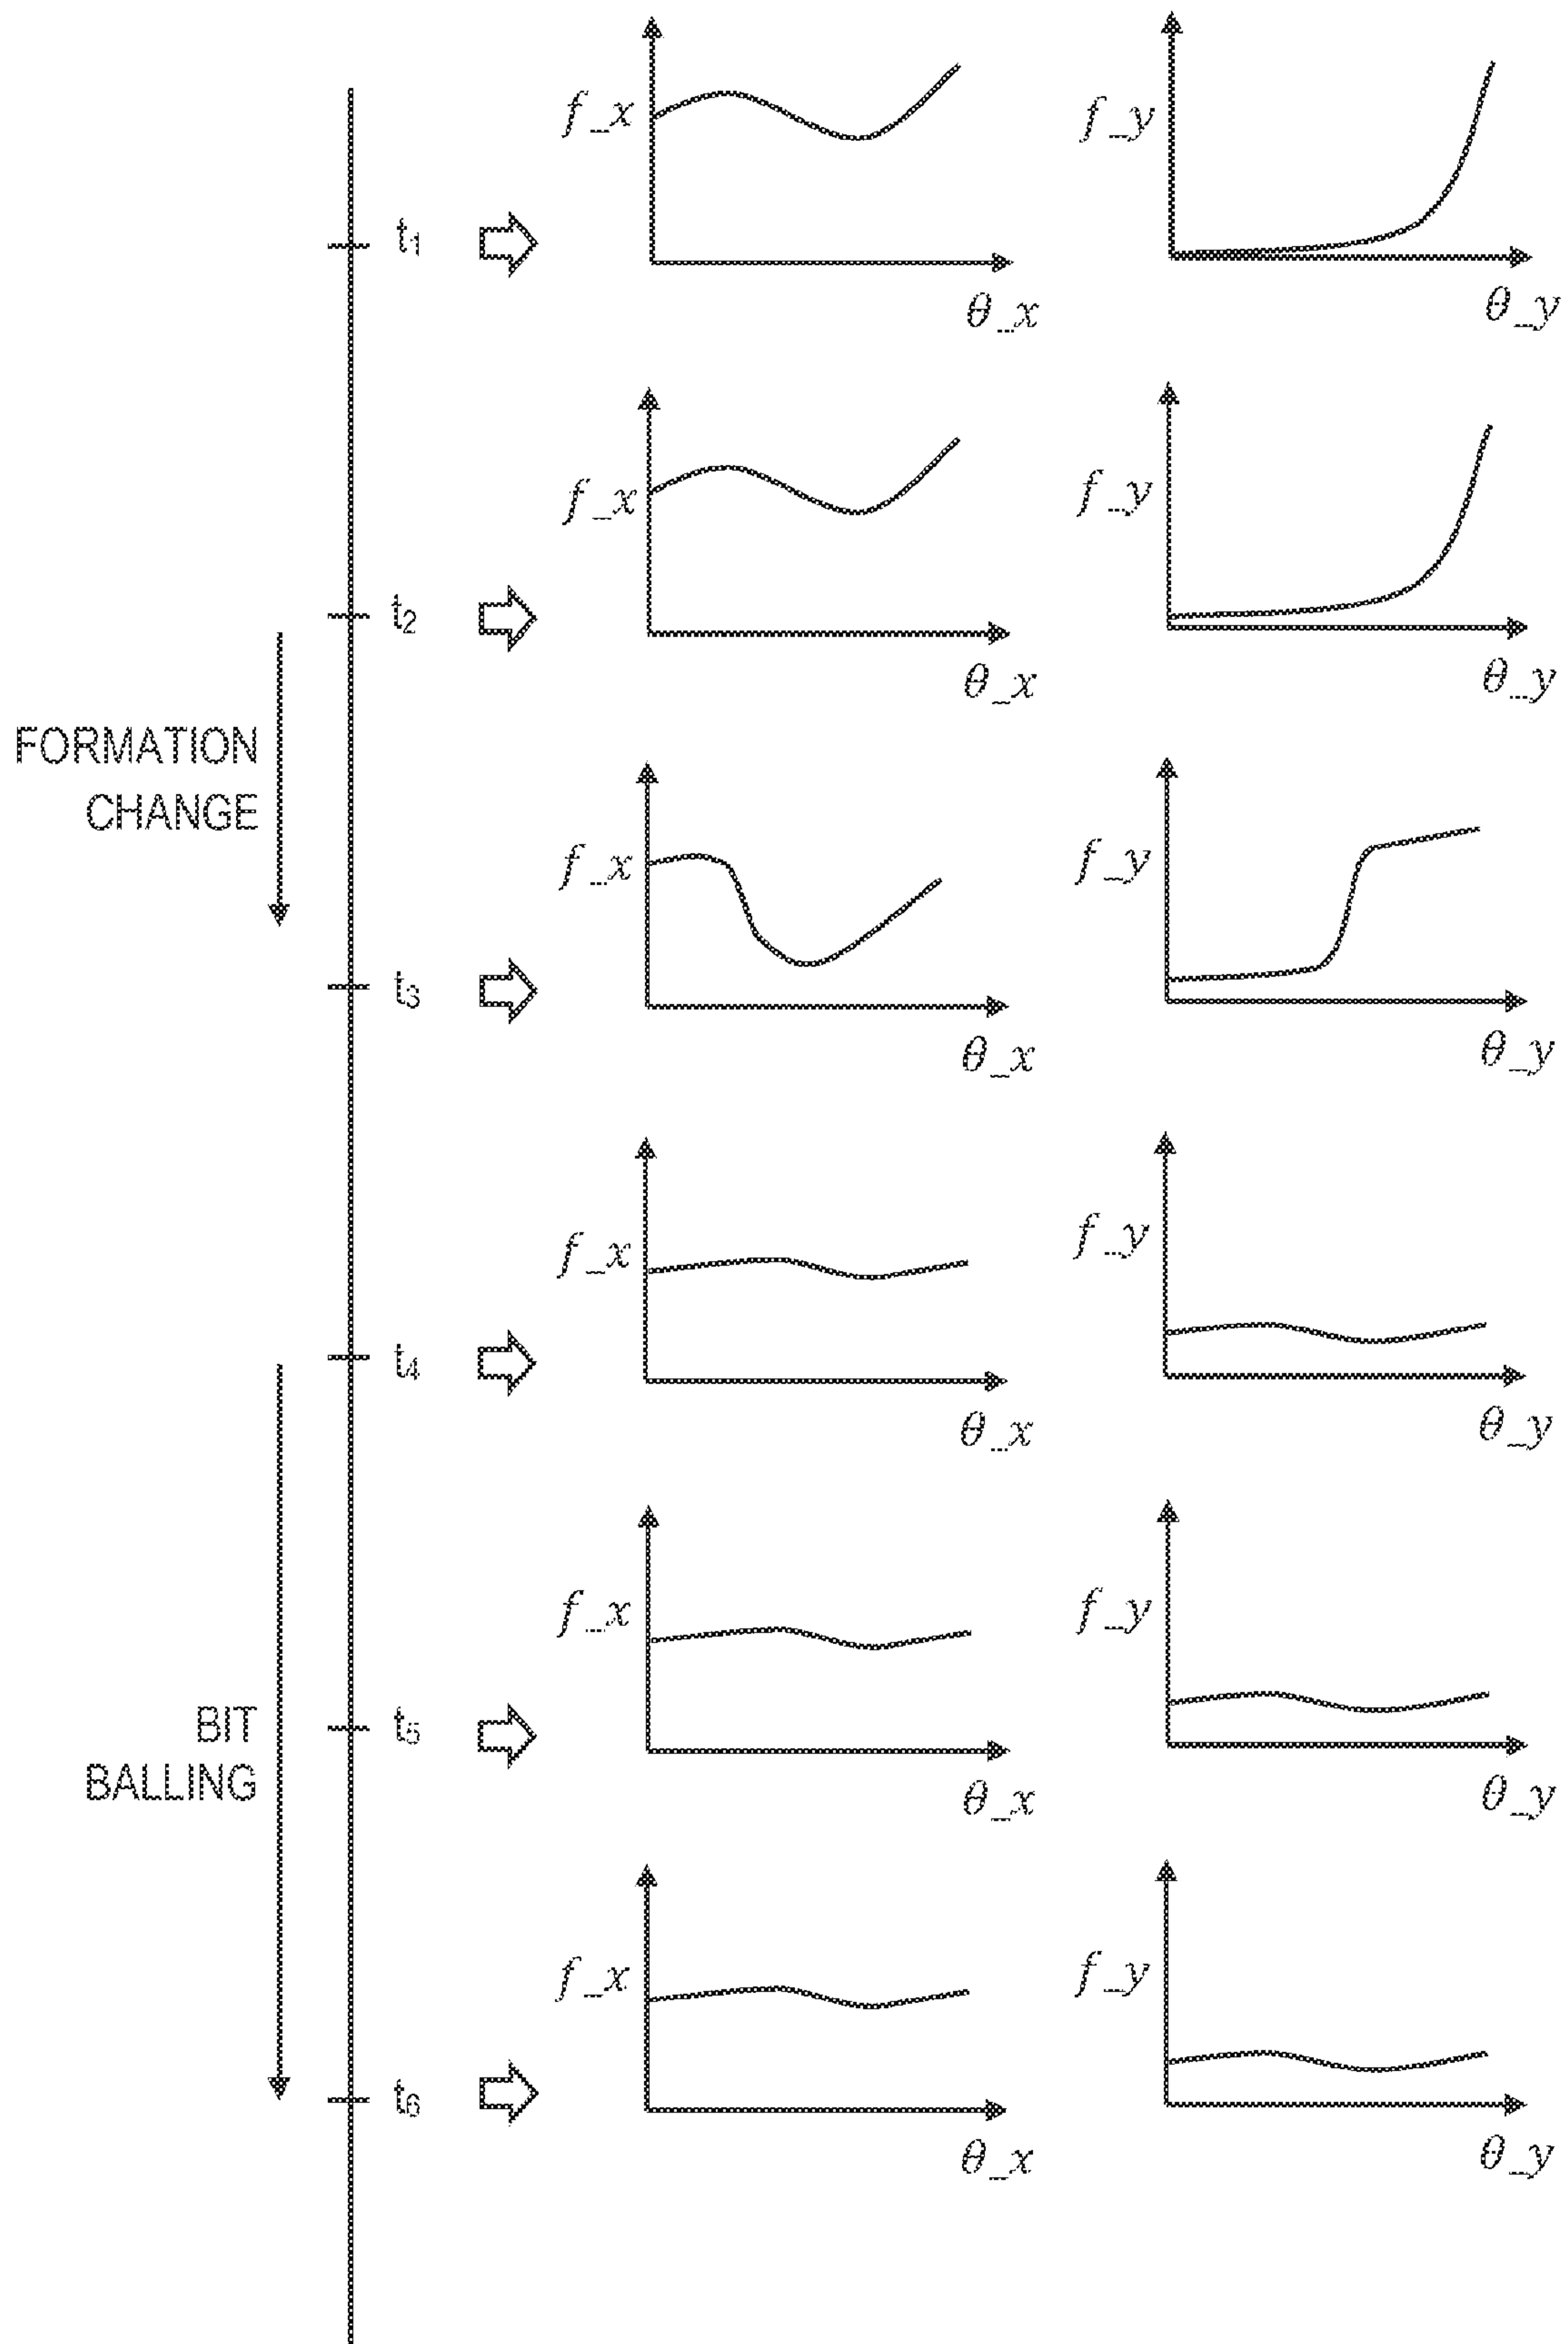 f_x
f_y
t₁
θ_x
θ_y
f_x
f_y
t₂
θ_x
θ_y
FORMATION
CHANGE
f_x
f_y
t₃
θ_x
θ_y
f_x
f_y
t₄
θ_x
θ_y
f_x
f_y
BIT
BALLING
t₅
θ_x
θ_y
f_x
f_y
t₆
θ_x
θ_y